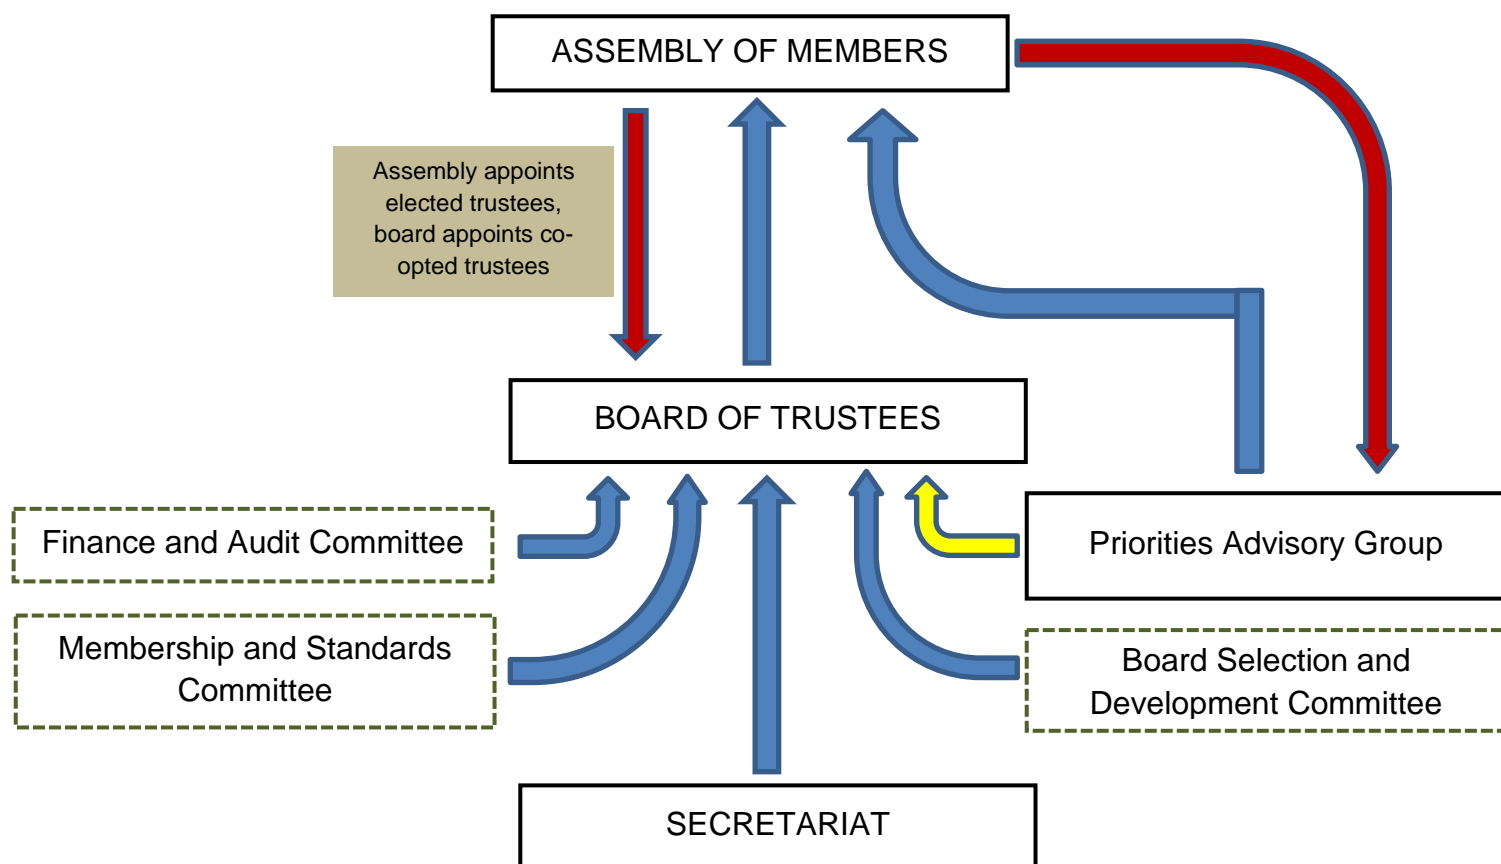 ASSEMBLY OF MEMBERS
Assembly appoints
elected trustees,
board appoints co-
opted trustees
BOARD OF TRUSTEES
Finance and Audit Committee
Priorities Advisory Group
Membership and Standards
Committee
Board Selection and
Development Committee
SECRETARIAT